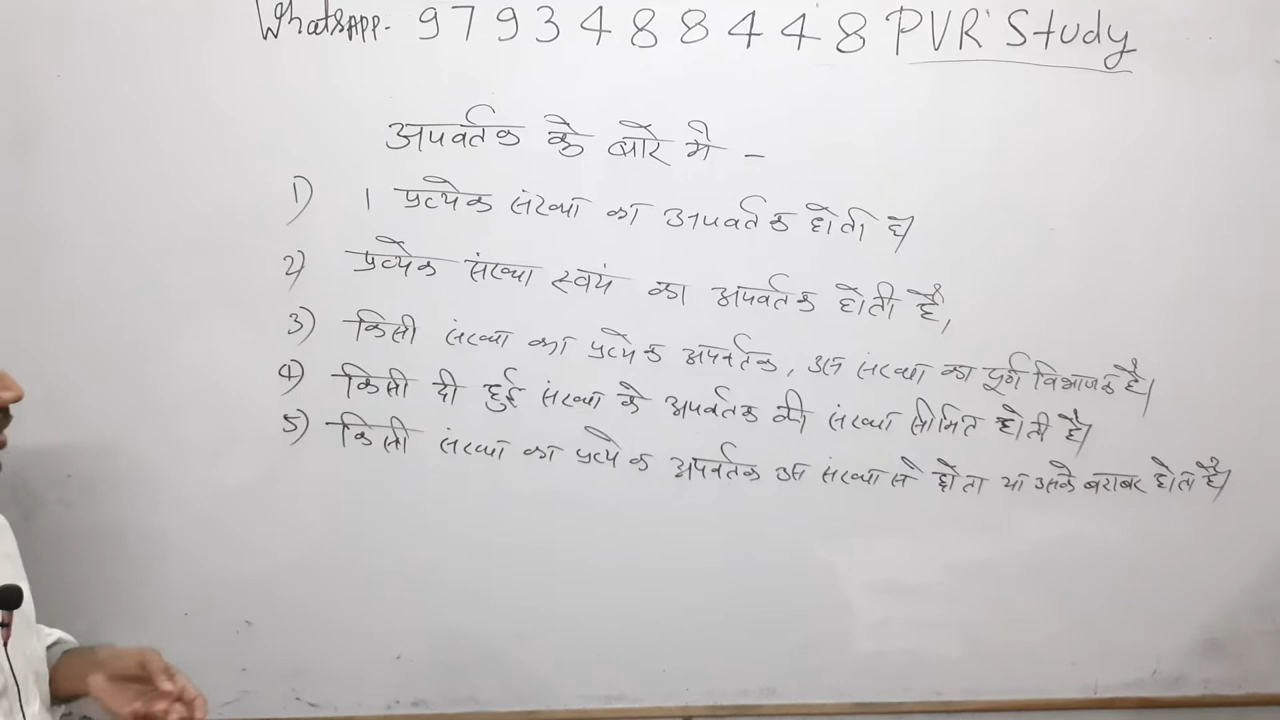 WhatsAPP. 9793488448 PVR Study
अपवर्तक के बारे मे -
1) 1 प्रत्येक संख्या का अपवर्तक होती है।
2) प्रत्येक संख्या स्वयं का अपवर्तक होती है,
3) किसी संख्या का प्रत्येक अपवर्तक, उस संख्या का पूर्ण विभाजक है।
4) किसी दी हुई संख्या के अपवर्तक की संख्या सीमित होती है।
5) किसी संख्या का प्रत्येक अपवर्तक उस संख्या से होता या उसके बराबर होता है।